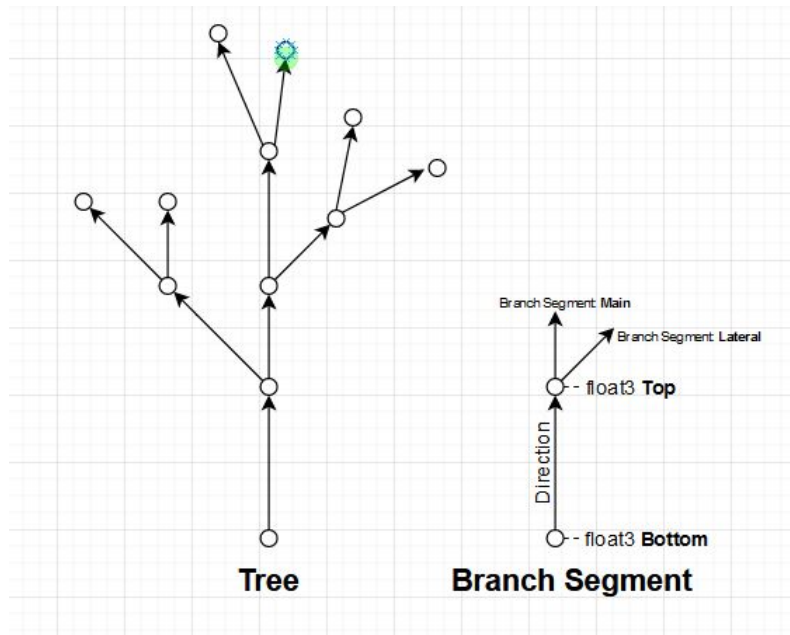 Branch Segment: Main
Branch Segment: Lateral
float3 Top
Direction
float3 Bottom
Tree
Branch Segment